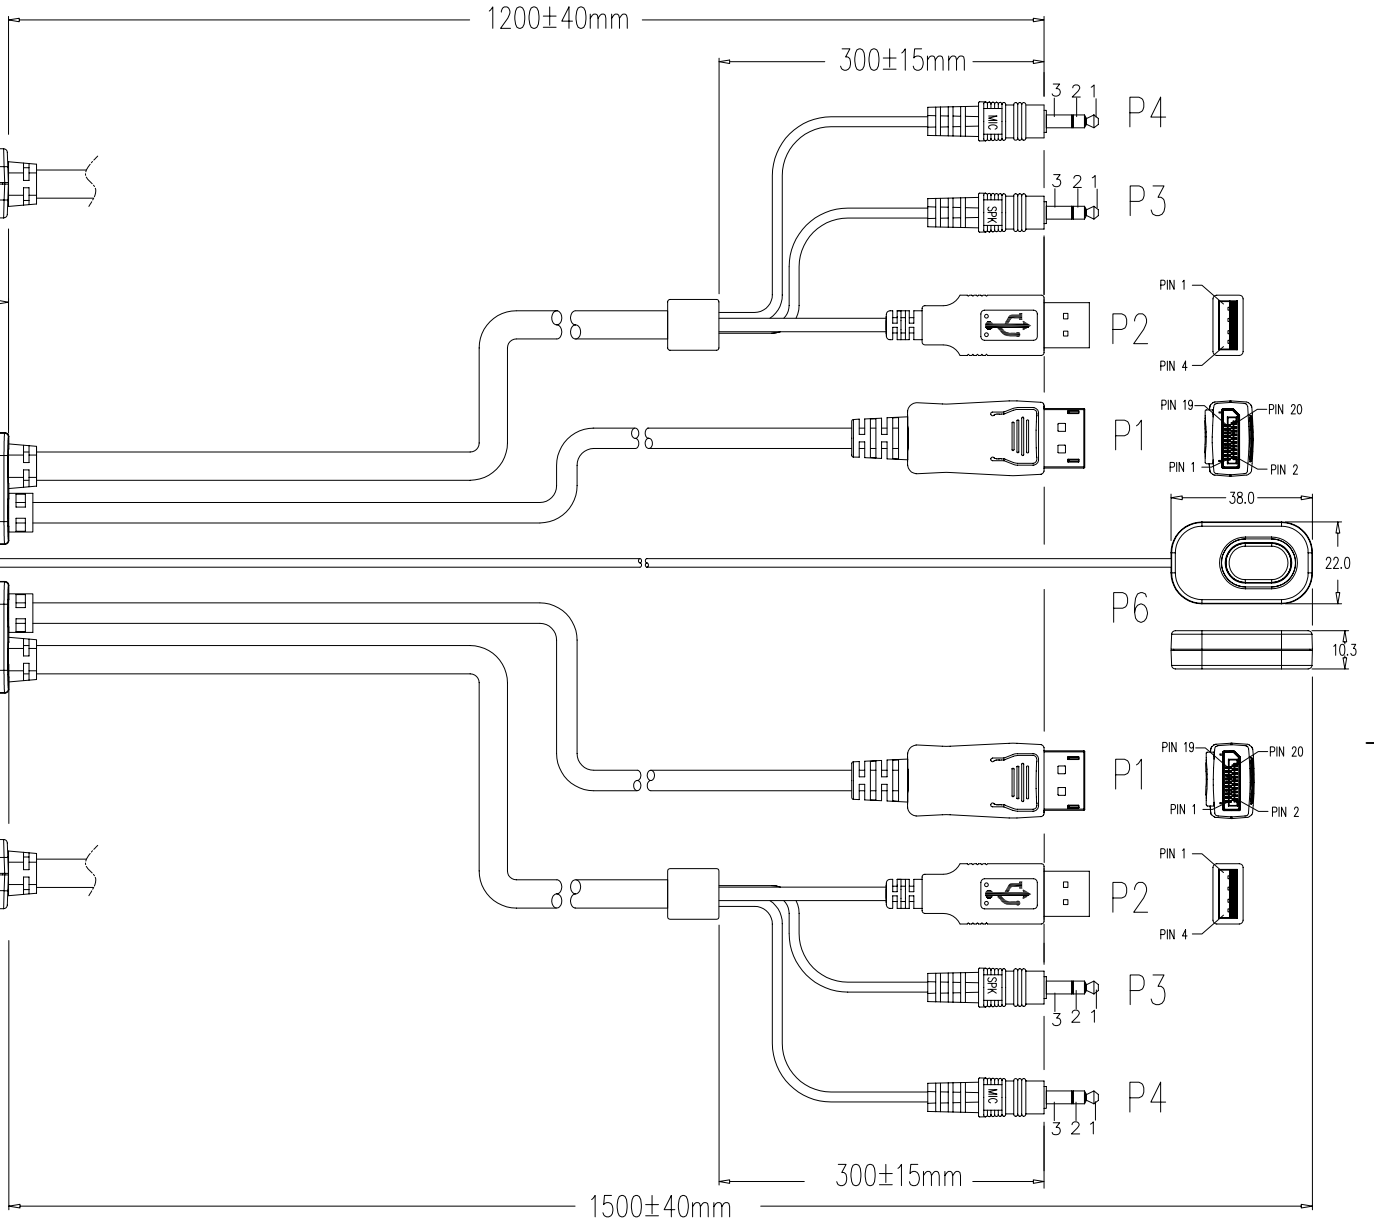 1200±40mm
300±15mm
3 2 1
MIC
P4
3 2 1
SPK
P3
PIN 1
P2
PIN 4
PIN 19
PIN 20
P1
PIN 1
PIN 2
38.0
22.0
P6
10.3
PIN 19
PIN 20
P1
PIN 1
PIN 2
PIN 1
P2
PIN 4
SPK
P3
3 2 1
MIC
P4
3 2 1
300±15mm
1500±40mm